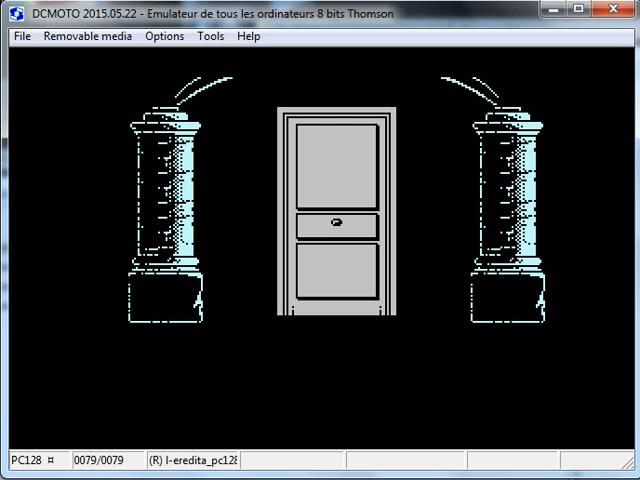 DCMOTO 2015.05.22 - Emulateur de tous les ordinateurs 8 bits Thomson
File Removable media Options Tools Help
PC128 ¤ 0079/0079 (R) l-eredita_pc128